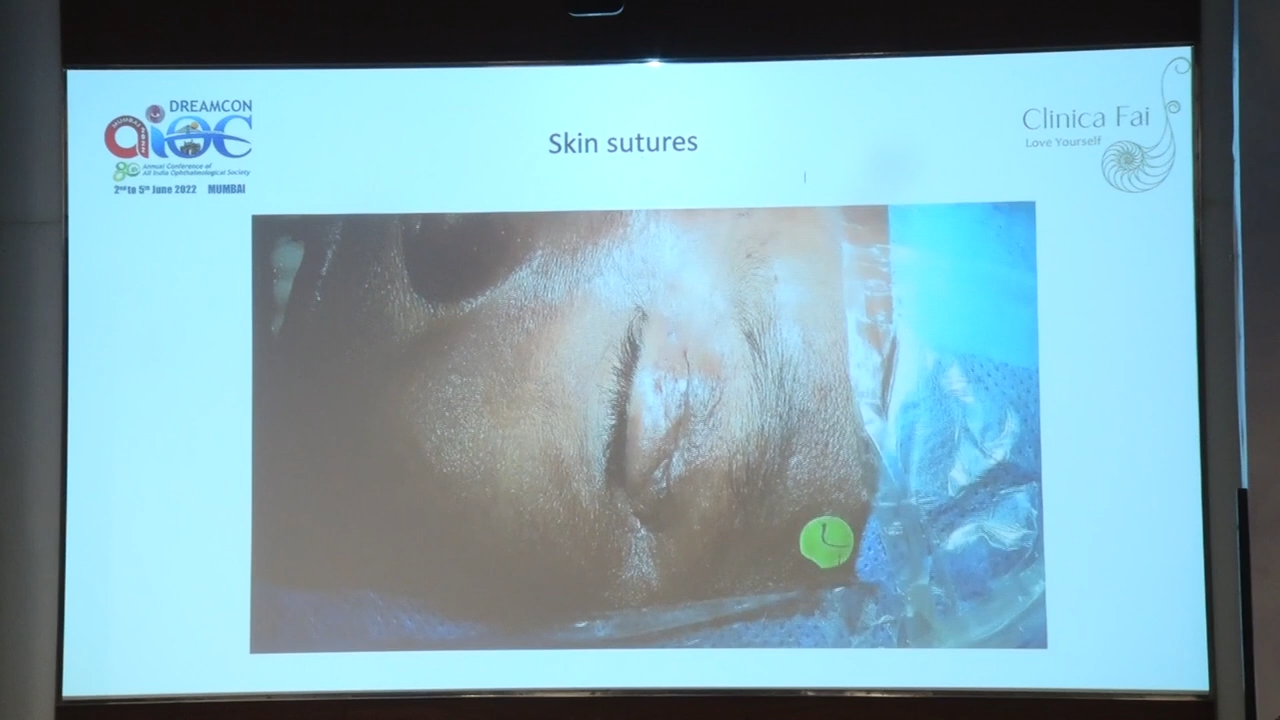 DREAMCON
aioc
Annual Conference of
All India Ophthalmological Society
2nd to 5th June 2022 MUMBAI
Skin sutures
Clinica Fai
Love Yourself